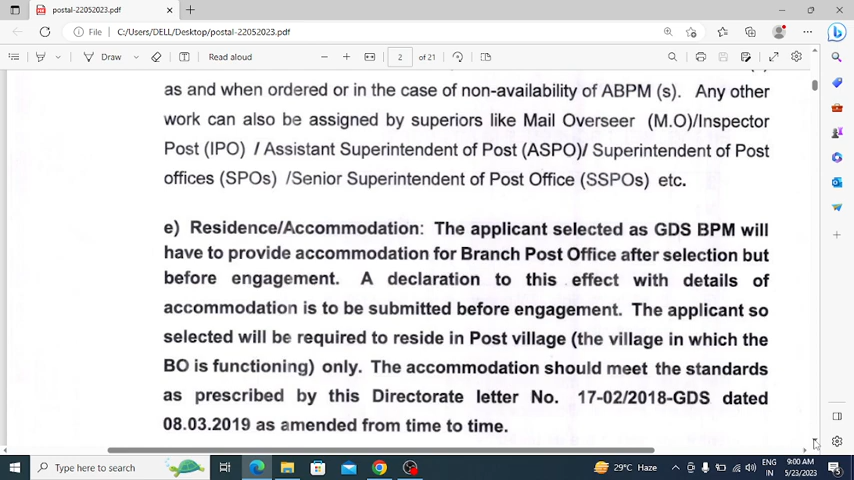 postal-22052023.pdf
File
C:/Users/DELL/Desktop/postal-22052023.pdf
Draw
Read aloud
2
of 21
as and when ordered or in the case of non-availability of ABPM (s). Any other
work can also be assigned by superiors like Mail Overseer (M.O)/Inspector
Post (IPO) / Assistant Superintendent of Post (ASPO)/ Superintendent of Post
offices (SPOs) /Senior Superintendent of Post Office (SSPOs) etc.
e) Residence/Accommodation: The applicant selected as GDS BPM will
have to provide accommodation for Branch Post Office after selection but
before engagement. A declaration to this effect with details of
accommodation is to be submitted before engagement. The applicant so
selected will be required to reside in Post village (the village in which the
BO is functioning) only. The accommodation should meet the standards
as prescribed by this Directorate letter No. 17-02/2018-GDS dated
08.03.2019 as amended from time to time.
Type here to search
29°C Haze
ENG
IN
9:00 AM
5/23/2023
5